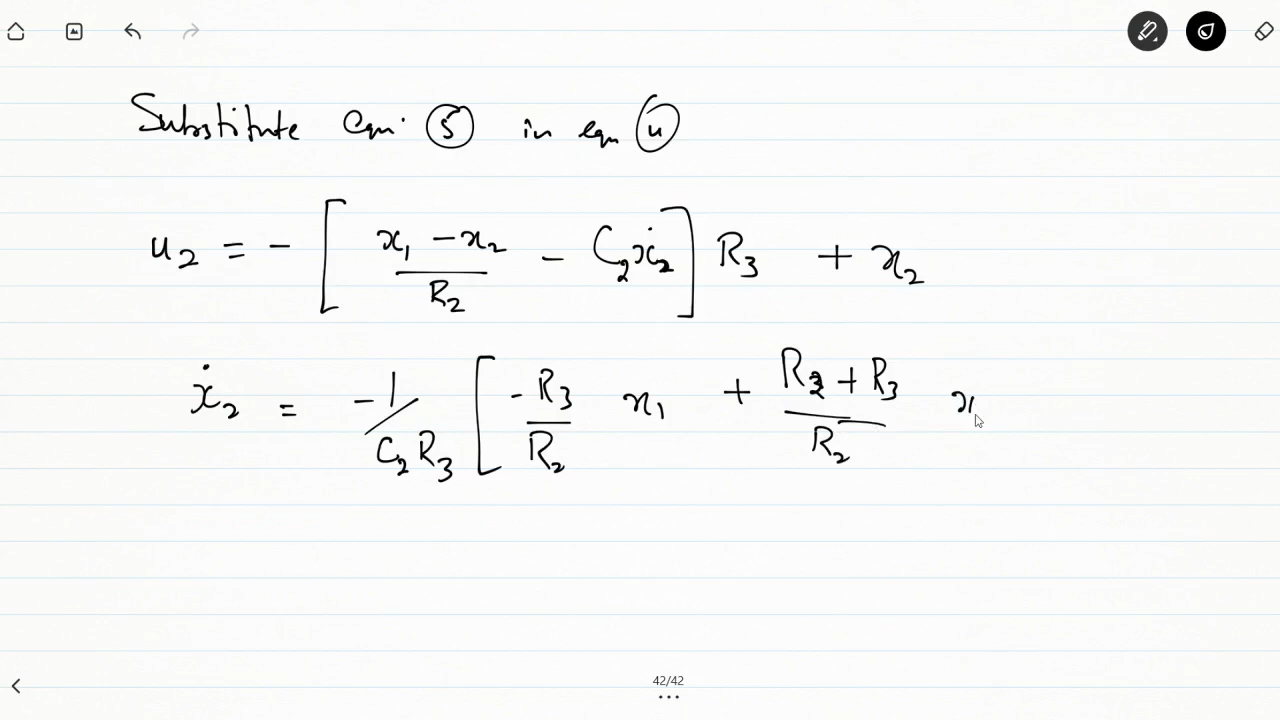 Substitute eqn. ⑤ in eqn ④
u₂ = - [ (x₁ - x₂)/R₂ - C₂ẋ₂ ] R₃ + x₂
ẋ₂ = -1/(C₂R₃) [ -R₃/R₂ x₁ + (R₂ + R₃)/R₂ x
42/42